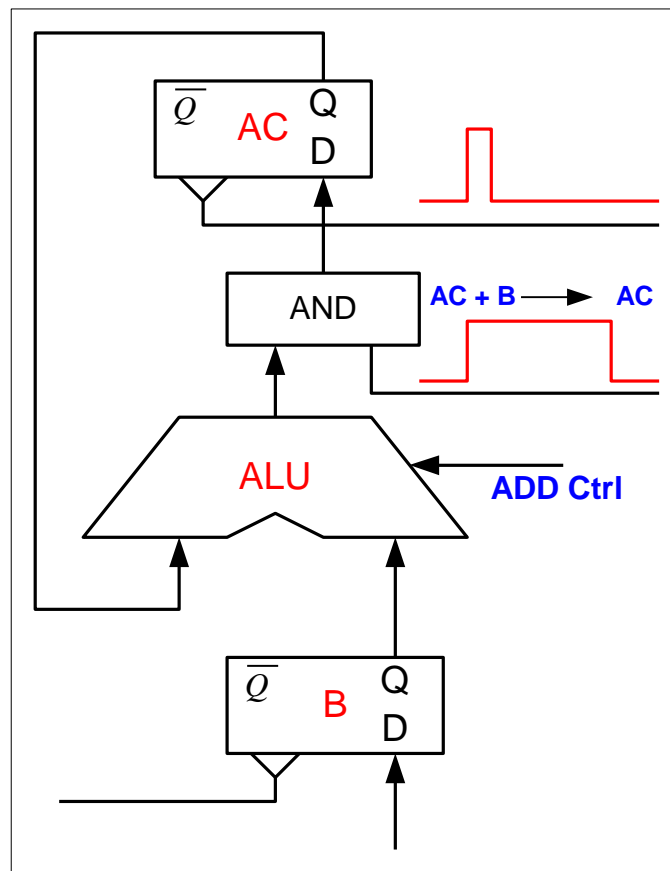 Q̅ Q
AC
D
AND
AC + B AC
ALU
ADD Ctrl
Q̅ Q
B
D